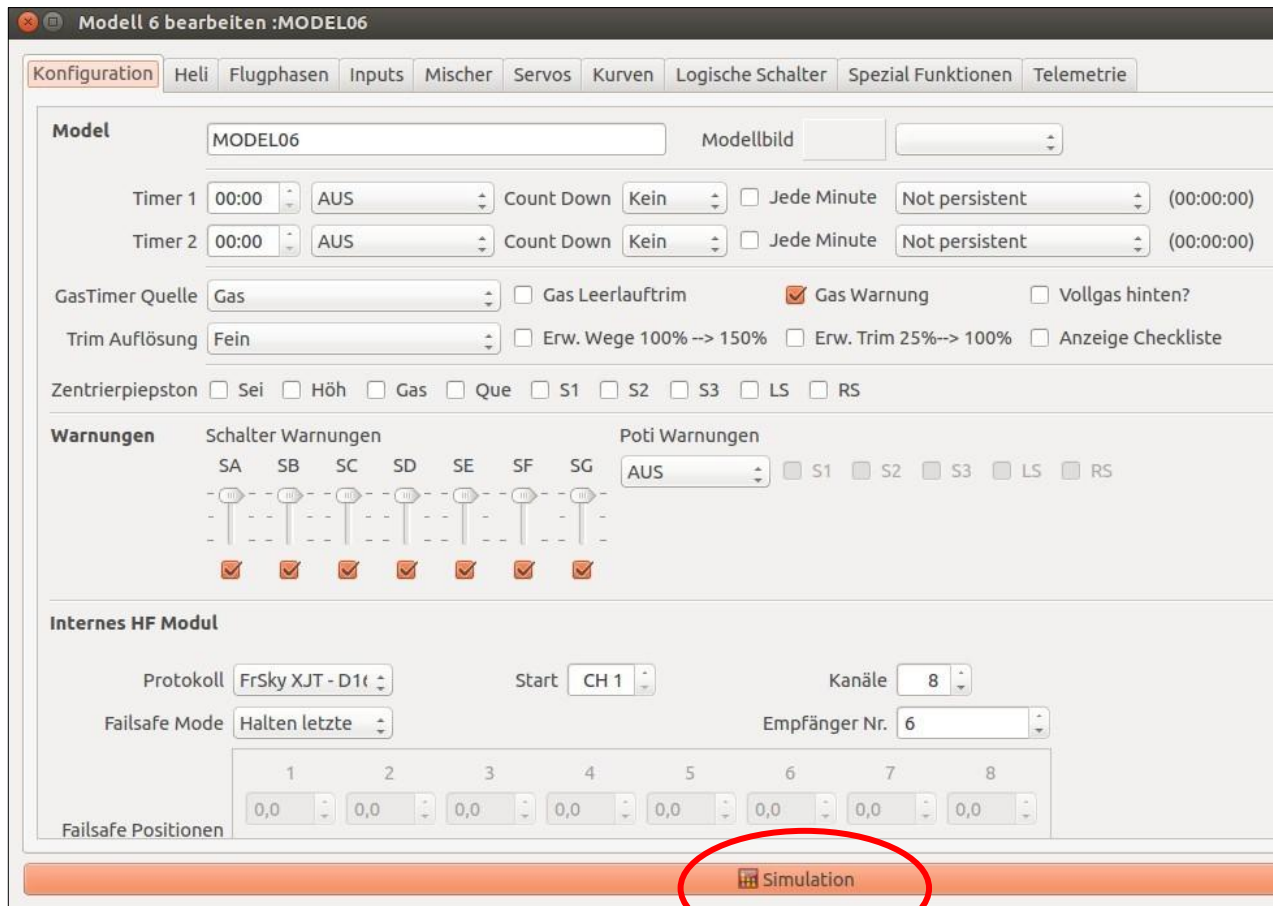 Modell 6 bearbeiten :MODEL06
Konfiguration Heli Flugphasen Inputs Mischer Servos Kurven Logische Schalter Spezial Funktionen Telemetrie
Model MODEL06 Modellbild
Timer 1 00:00 AUS Count Down Kein Jede Minute Not persistent (00:00:00)
Timer 2 00:00 AUS Count Down Kein Jede Minute Not persistent (00:00:00)
GasTimer Quelle Gas Gas Leerlauftrim Gas Warnung Vollgas hinten?
Trim Auflösung Fein Erw. Wege 100% --> 150% Erw. Trim 25%--> 100% Anzeige Checkliste
Zentrierpiepston Sei Höh Gas Que S1 S2 S3 LS RS
Warnungen Schalter Warnungen Poti Warnungen
SA SB SC SD SE SF SG AUS S1 S2 S3 LS RS
Internes HF Modul
Protokoll FrSky XJT - D16 Start CH 1 Kanäle 8
Failsafe Mode Halten letzte Empfänger Nr. 6
1 2 3 4 5 6 7 8
0,0 0,0 0,0 0,0 0,0 0,0 0,0 0,0
Failsafe Positionen
Simulation